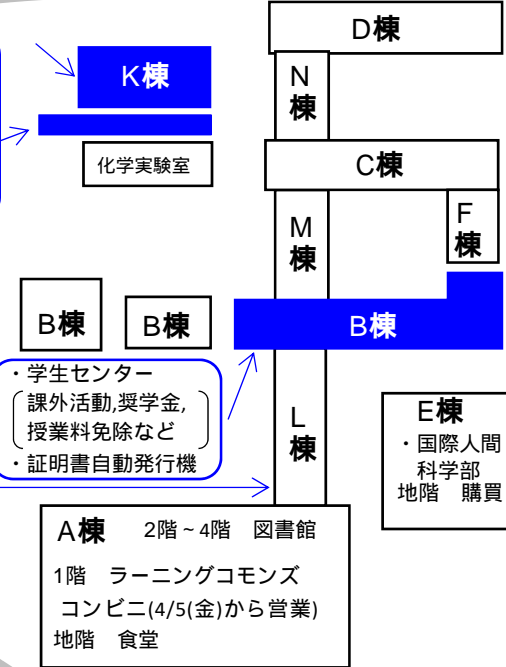 D棟
K棟
N
棟
化学実験室
C棟
M
棟
F
棟
B棟
B棟
B棟
・学生センター
課外活動,奨学金,
授業料免除など
・証明書自動発行機
L
棟
E棟
・国際人間
科学部
地階 購買
A棟 2階~4階 図書館
1階 ラーニングコモンズ
コンビニ(4/5(金)から営業)
地階 食堂